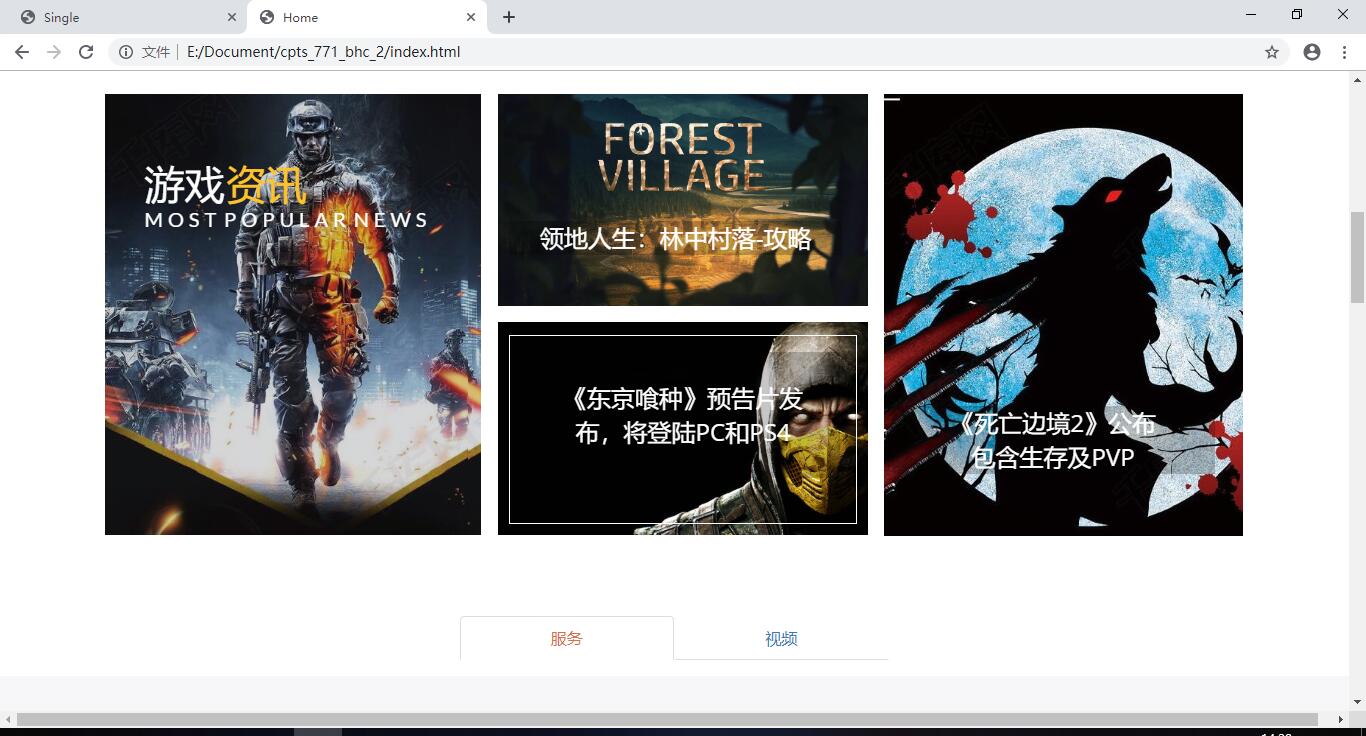 Single
Home
文件
E:/Document/cpts_771_bhc_2/index.html
游戏资讯
MOST POPULAR NEWS
FOREST
VILLAGE
领地人生：林中村落-攻略
《东京喰种》预告片发
布，将登陆PC和PS4
《死亡边境2》公布
包含生存及PVP
服务
视频